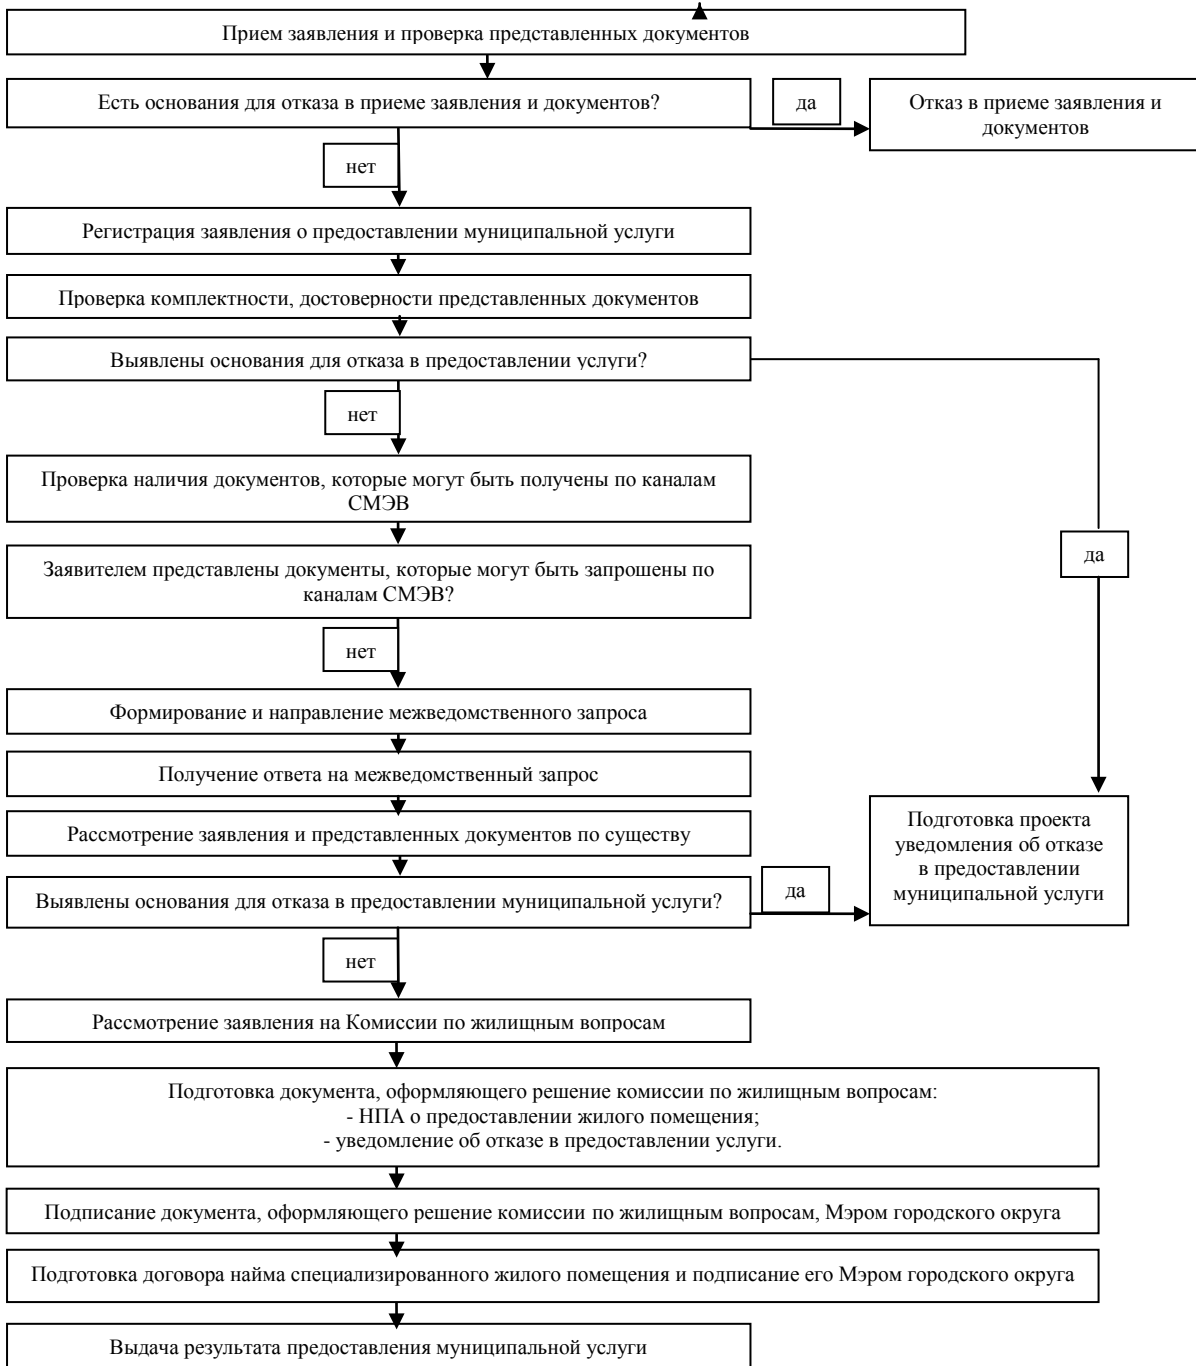 Прием заявления и проверка представленных документов
Есть основания для отказа в приеме заявления и документов?
да
Отказ в приеме заявления и
документов
нет
Регистрация заявления о предоставлении муниципальной услуги
Проверка комплектности, достоверности представленных документов
Выявлены основания для отказа в предоставлении услуги?
нет
Проверка наличия документов, которые могут быть получены по каналам
СМЭВ
да
Заявителем представлены документы, которые могут быть запрошены по
каналам СМЭВ?
нет
Формирование и направление межведомственного запроса
Получение ответа на межведомственный запрос
Рассмотрение заявления и представленных документов по существу
Выявлены основания для отказа в предоставлении муниципальной услуги?
да
Подготовка проекта
уведомления об отказе
в предоставлении
муниципальной услуги
нет
Рассмотрение заявления на Комиссии по жилищным вопросам
Подготовка документа, оформляющего решение комиссии по жилищным вопросам:
- НПА о предоставлении жилого помещения;
- уведомление об отказе в предоставлении услуги.
Подписание документа, оформляющего решение комиссии по жилищным вопросам, Мэром городского округа
Подготовка договора найма специализированного жилого помещения и подписание его Мэром городского округа
Выдача результата предоставления муниципальной услуги